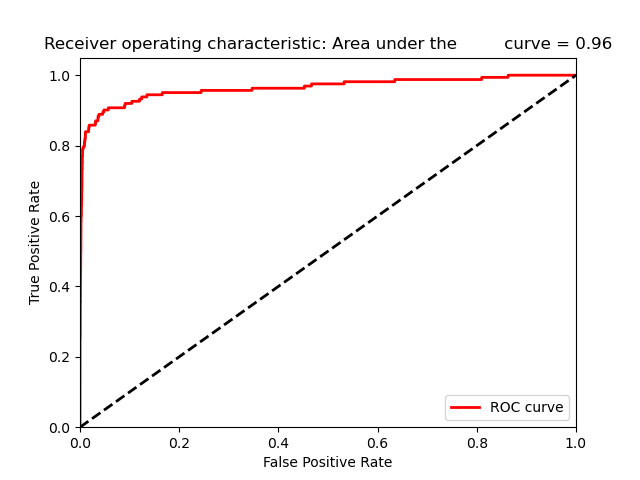 Receiver operating characteristic: Area under the         curve = 0.96
1.0
0.8
0.6
0.4
0.2
0.0
True Positive Rate
ROC curve
0.0 0.2 0.4 0.6 0.8 1.0
False Positive Rate